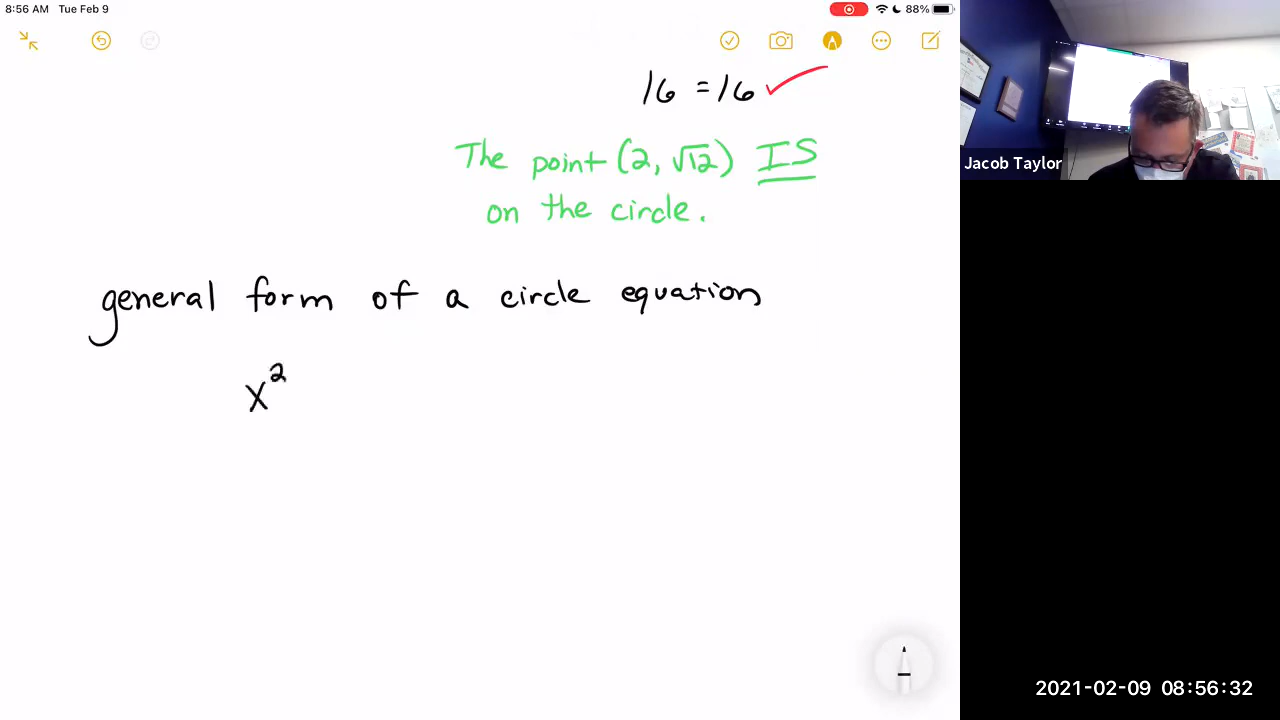 8:56 AM Tue Feb 9
88%
16 = 16
The point (2, √12) IS
on the circle.
general form of a circle equation
x²
Jacob Taylor
2021-02-09 08:56:32